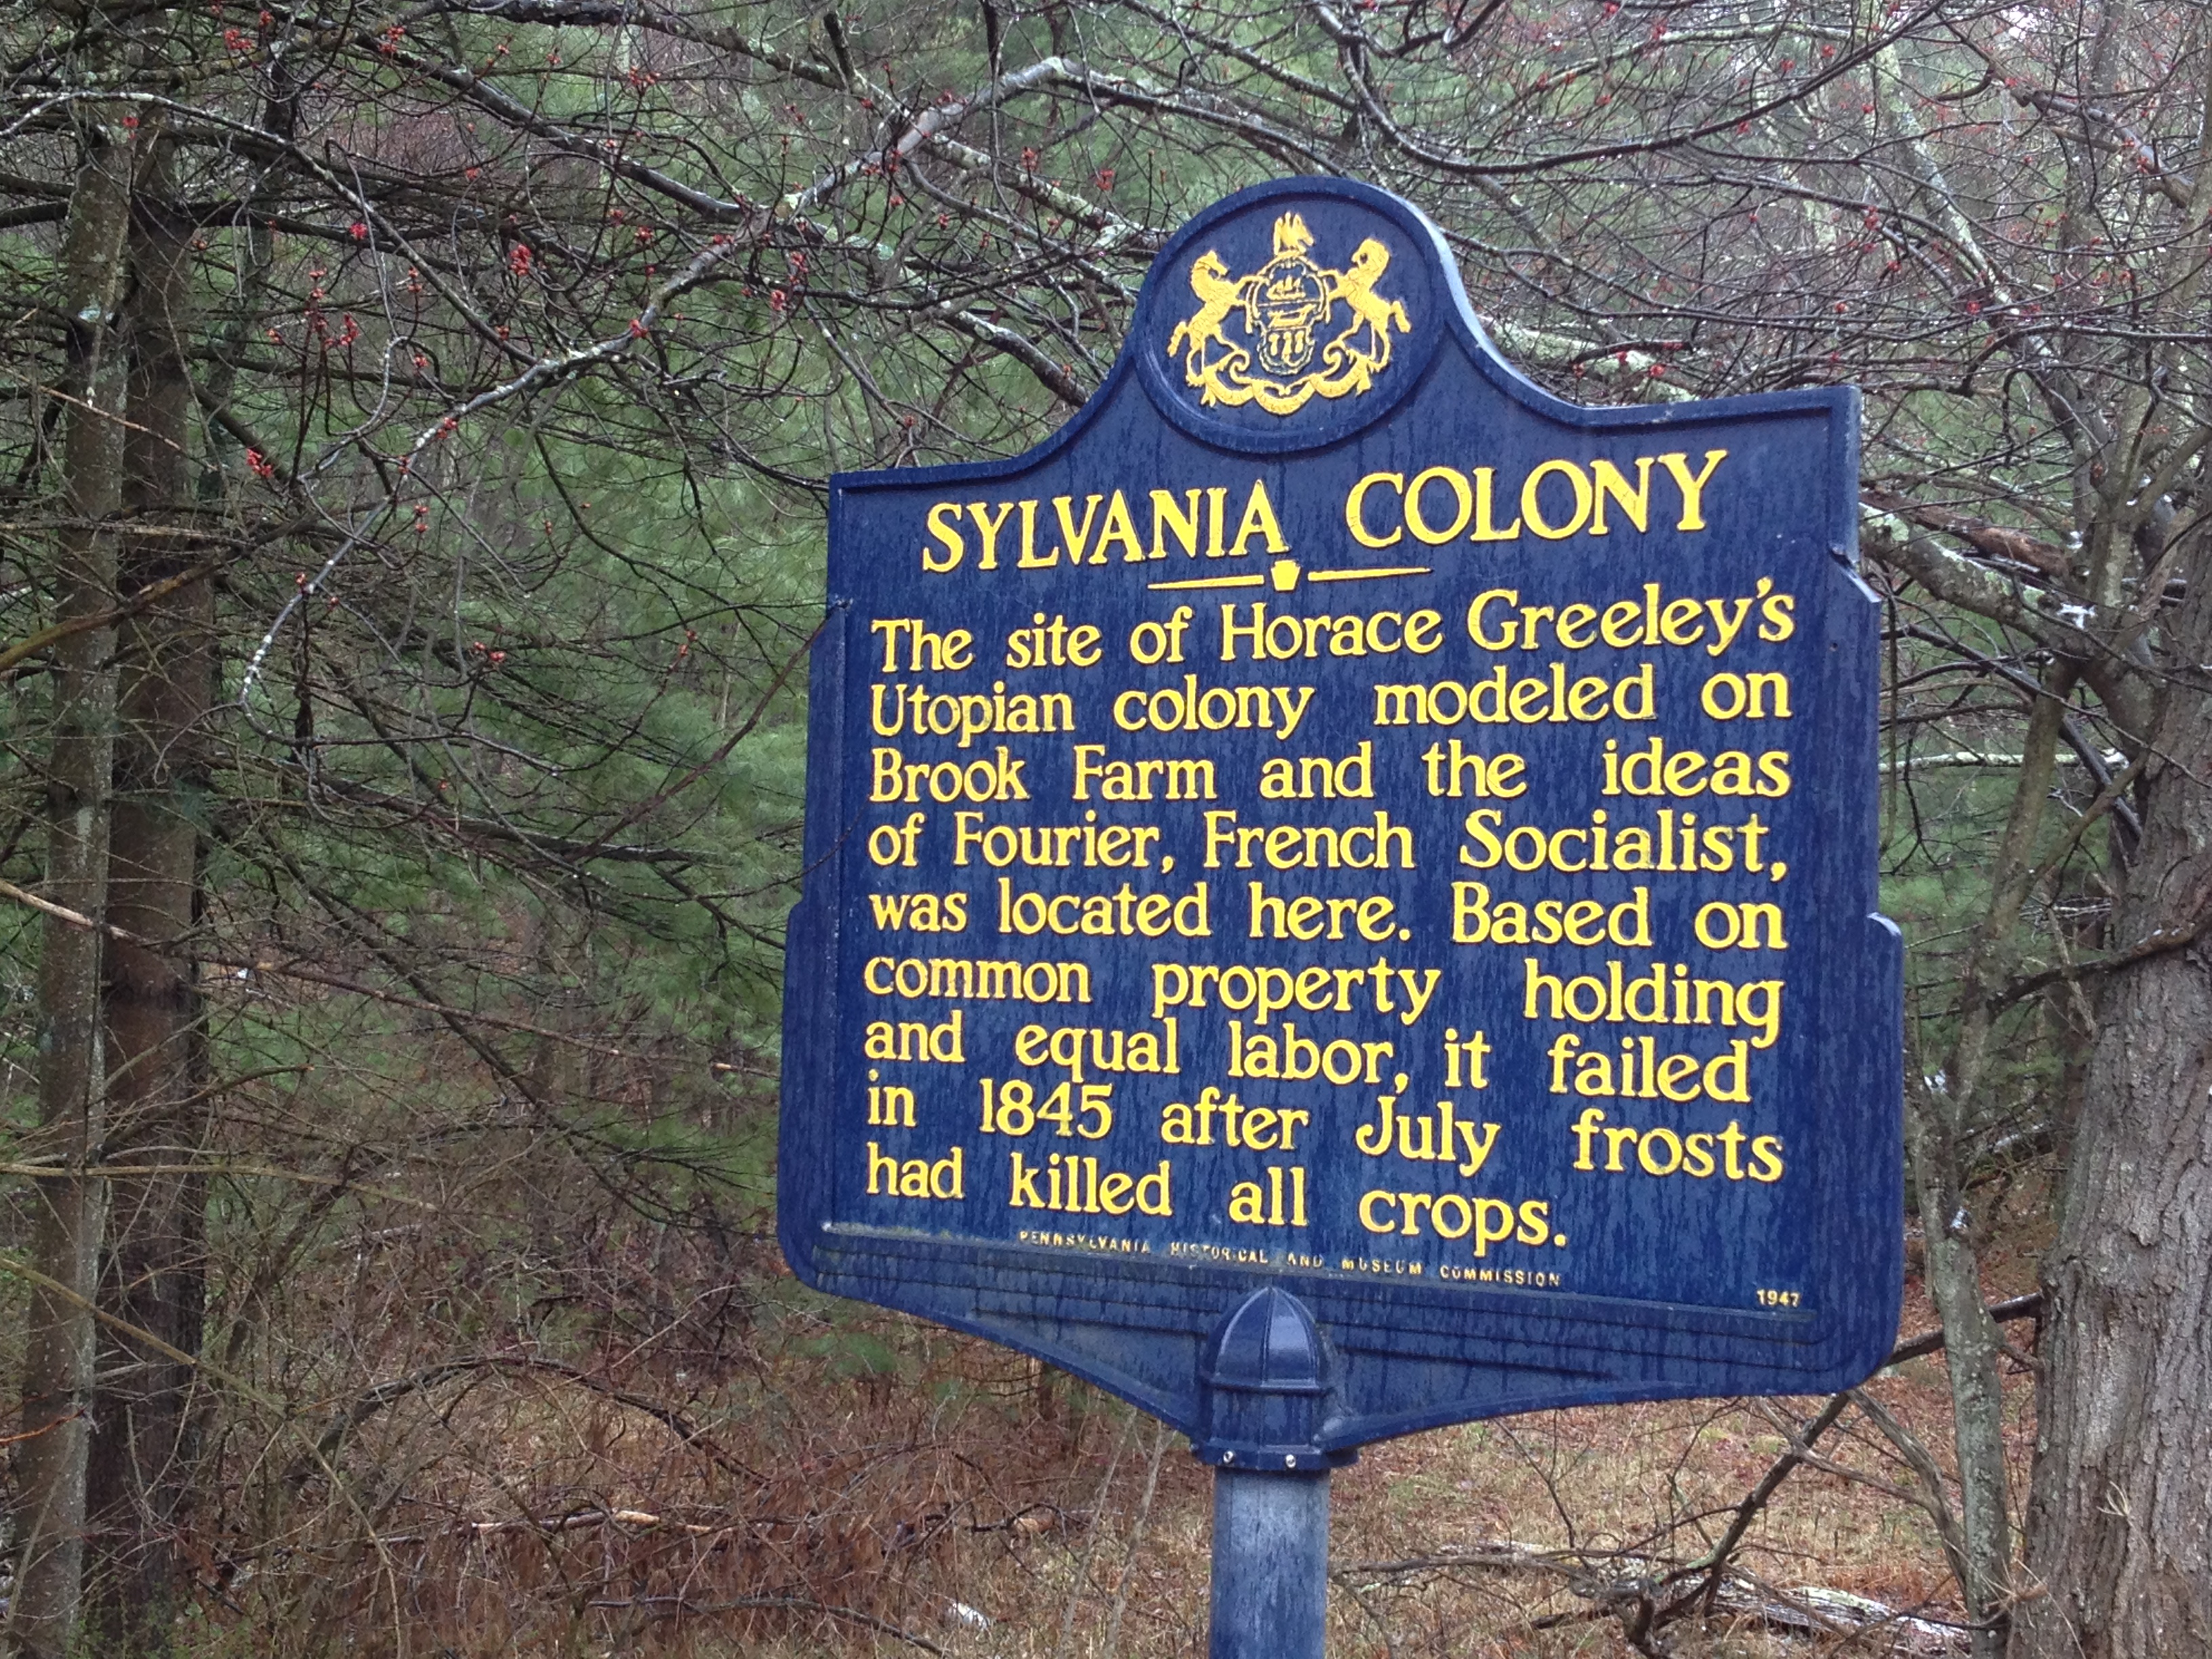 SYLVANIA COLONY
The site of Horace Greeley's
Utopian colony modeled on
Brook Farm and the ideas
of Fourier, French Socialist,
was located here. Based on
common property holding
and equal labor, it failed
in 1845 after July frosts
had killed all crops.
PENNSYLVANIA HISTORICAL AND MUSEUM COMMISSION
1947